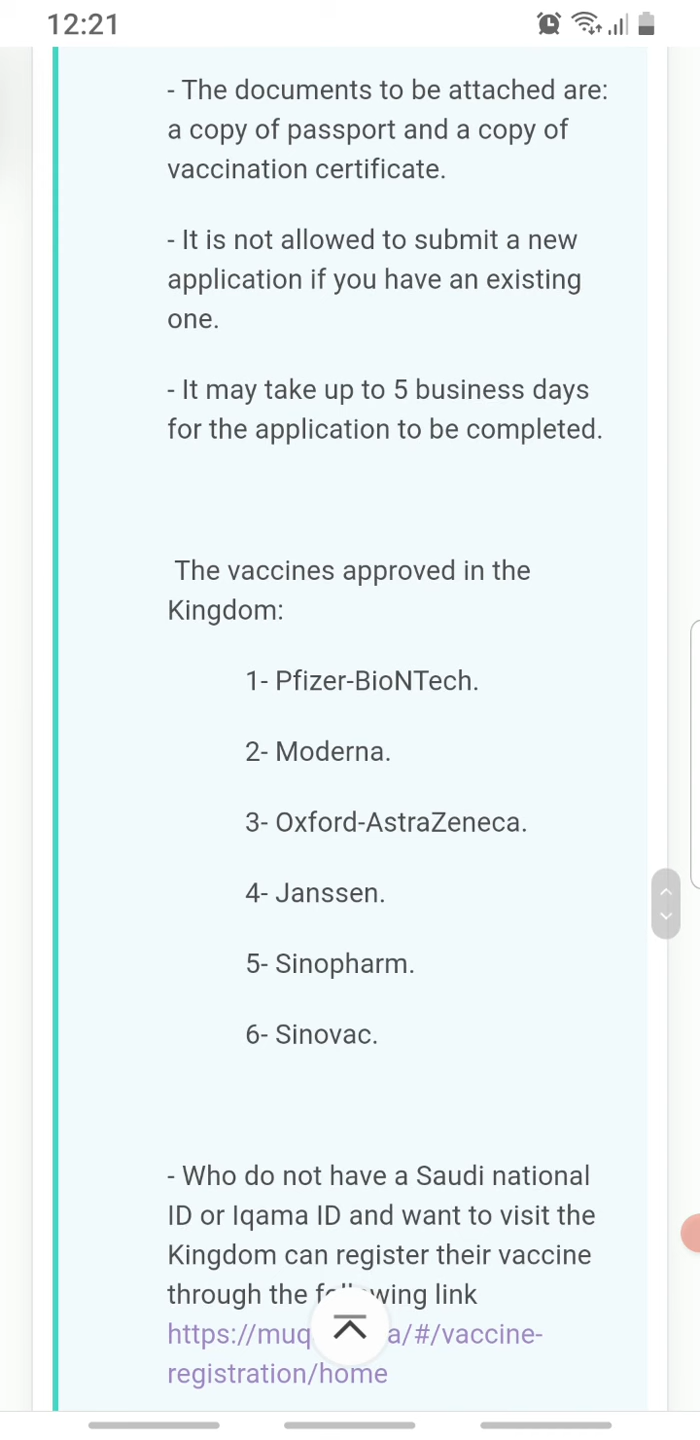 12:21
- The documents to be attached are:
a copy of passport and a copy of
vaccination certificate.
- It is not allowed to submit a new
application if you have an existing
one.
- It may take up to 5 business days
for the application to be completed.
The vaccines approved in the
Kingdom:
1- Pfizer-BioNTech.
2- Moderna.
3- Oxford-AstraZeneca.
4- Janssen.
5- Sinopharm.
6- Sinovac.
- Who do not have a Saudi national
ID or Iqama ID and want to visit the
Kingdom can register their vaccine
through the link
https://muq a/#/vaccine-
registration/home